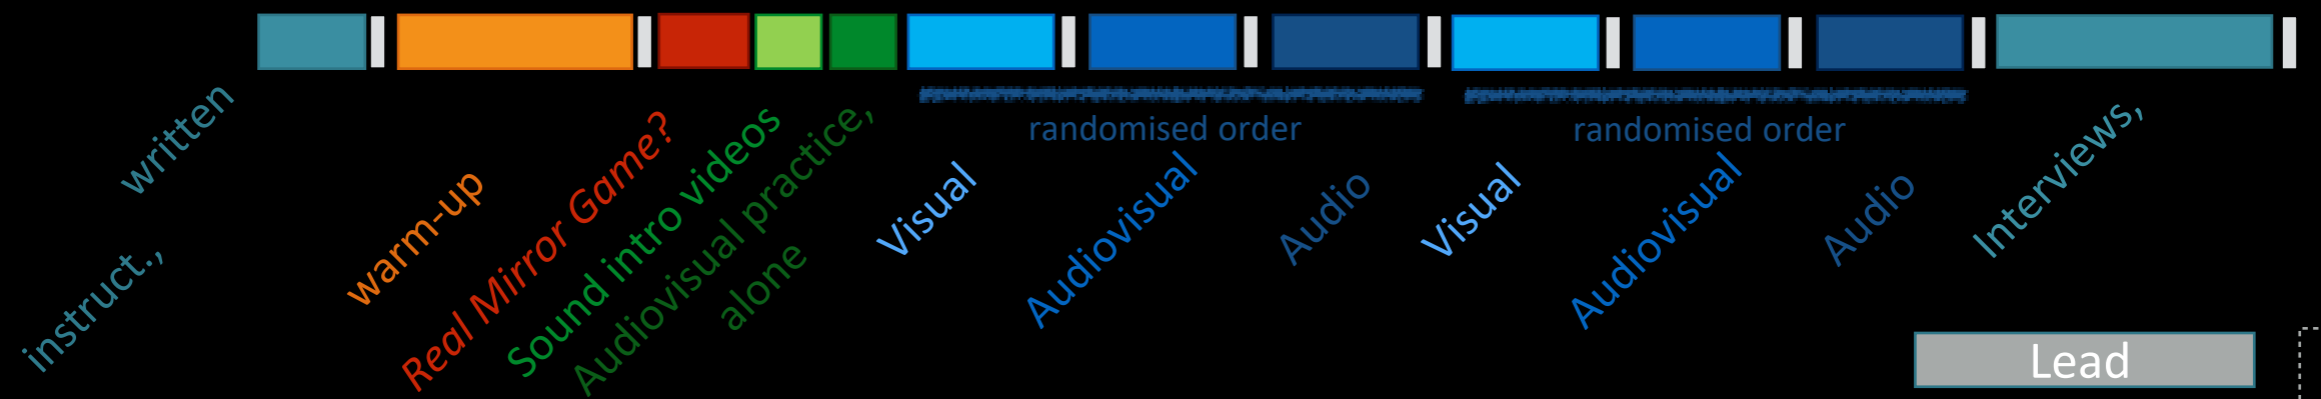 written
instruct.,
warm-up
Real Mirror Game?
Sound intro videos
Audiovisual practice,
alone
randomised order
Visual
Audiovisual
Audio
randomised order
Visual
Audiovisual
Audio
Interviews,
Lead